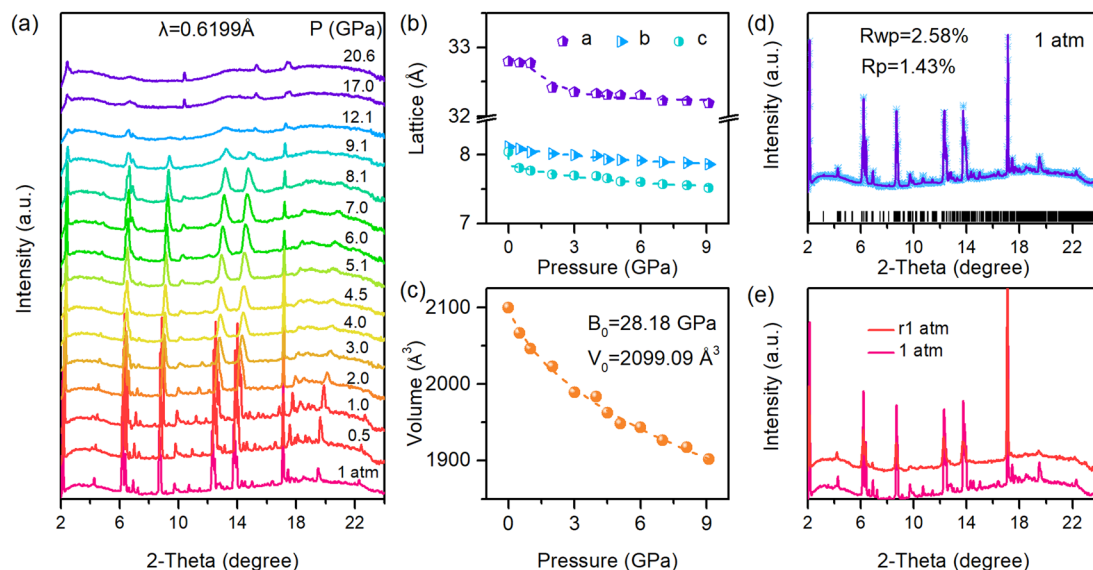 (a)
λ=0.6199Å
P (GPa)
20.6
17.0
12.1
9.1
8.1
7.0
6.0
5.1
4.5
4.0
3.0
2.0
1.0
0.5
1 atm
Intensity (a.u.)
2 6 10 14 18 22
2-Theta (degree)
(b)
a b c
33
32
8
7
Lattice (Å)
0 3 6 9
Pressure (GPa)
(c)
B₀=28.18 GPa
V₀=2099.09 Å³
2100
2000
1900
Volume (Å³)
0 3 6 9
Pressure (GPa)
(d)
Rwp=2.58%
Rp=1.43%
1 atm
Intensity (a.u.)
2 6 10 14 18 22
2-Theta (degree)
(e)
r1 atm
1 atm
Intensity (a.u.)
2 6 10 14 18 22
2-Theta (degree)